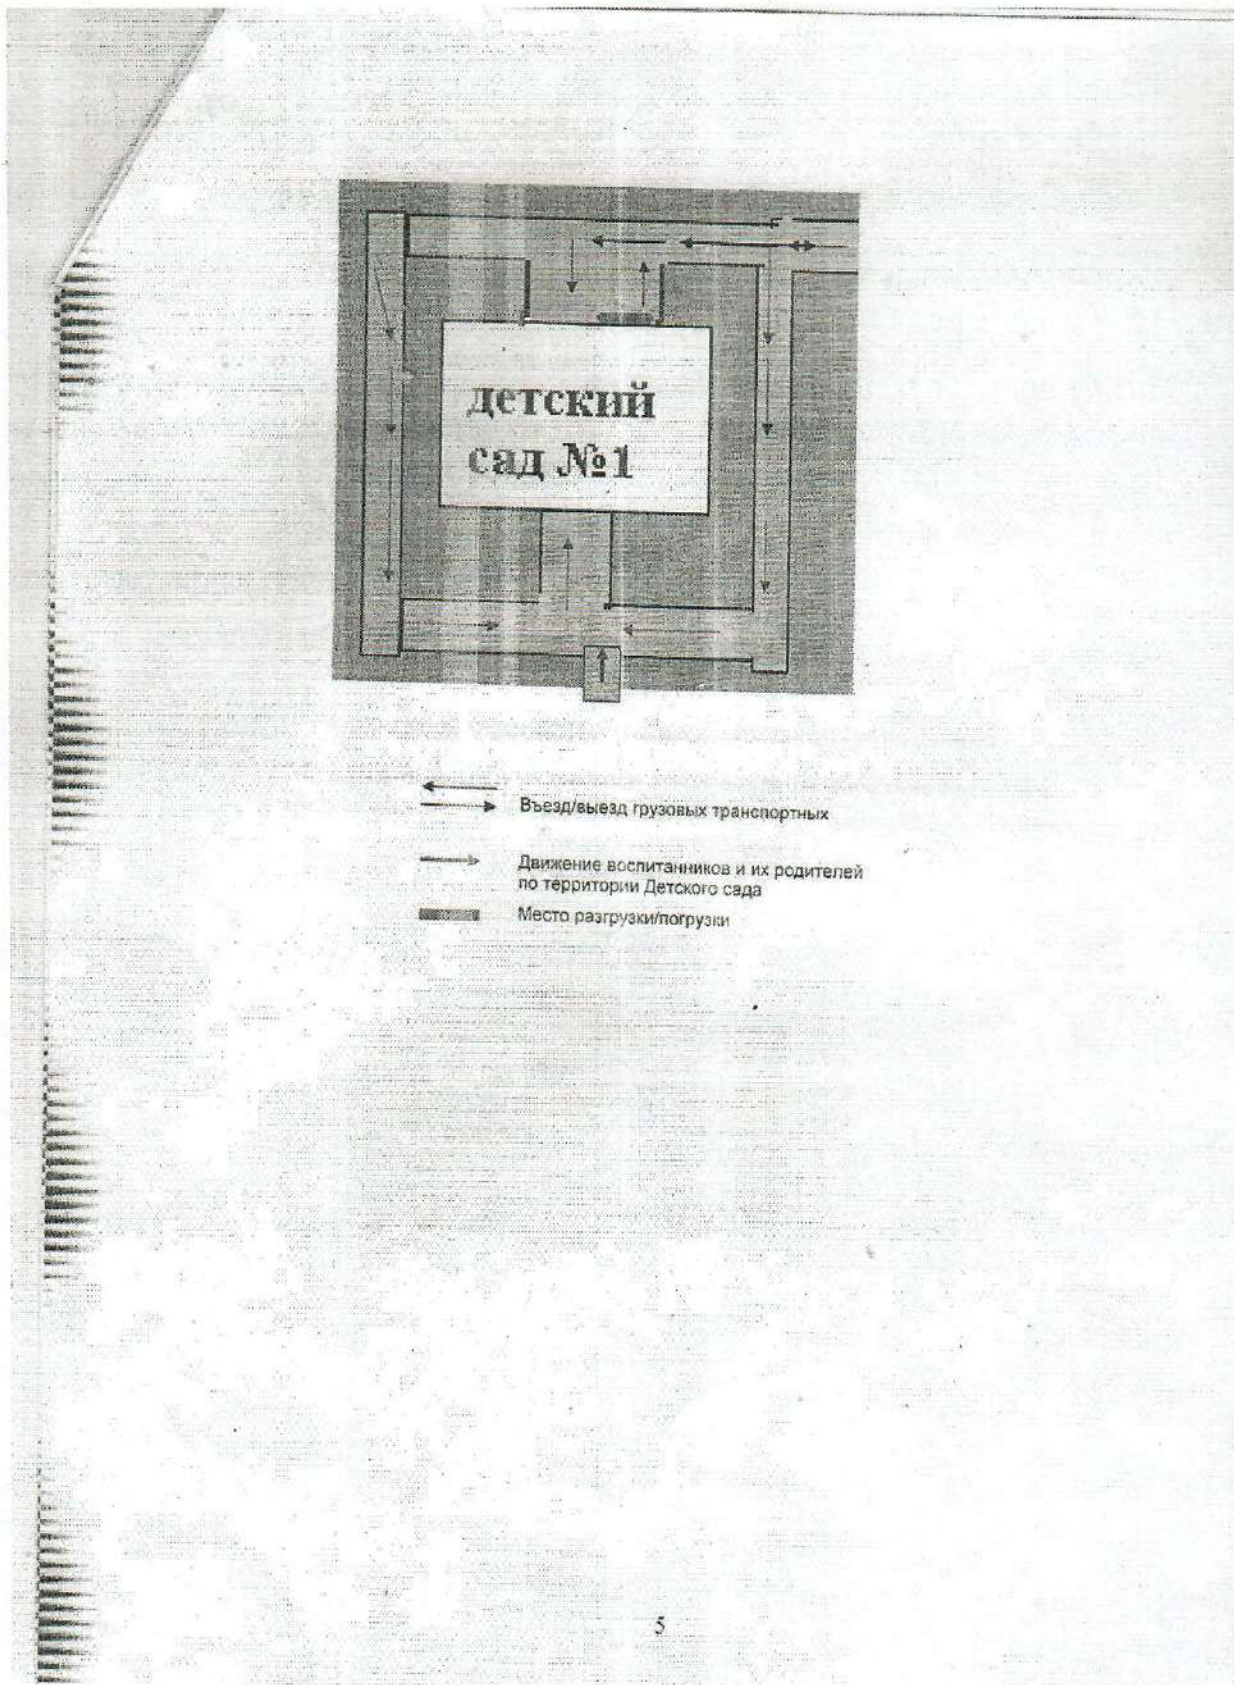 детский
сад №1
Въезд/выезд грузовых транспортных
Движение воспитанников и их родителей
по территории Детского сада
Место разгрузки/погрузки
5